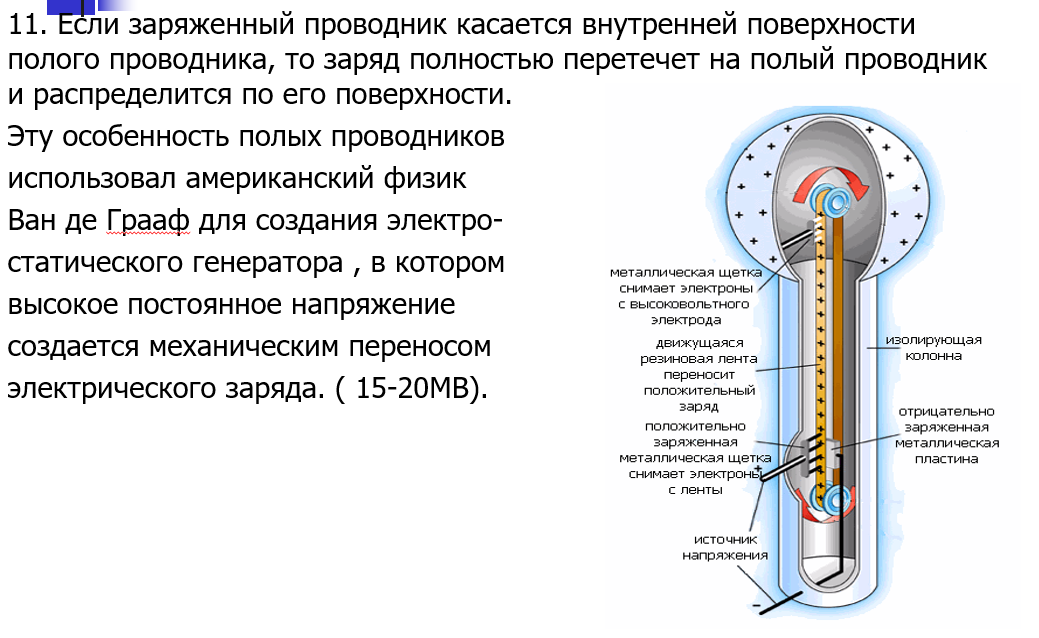 11. Если заряженный проводник касается внутренней поверхности
полого проводника, то заряд полностью перетечет на полый проводник
и распределится по его поверхности.
Эту особенность полых проводников
использовал американский физик
Ван де Грааф для создания электро-
статического генератора , в котором
высокое постоянное напряжение
создается механическим переносом
электрического заряда. ( 15-20МВ).
металлическая щетка
снимает электроны
с высоковольтного
электрода
движущаяся
резиновая лента
переносит
положительный
заряд
изолирующая
колонна
положительно
заряженная
металлическая щетка
снимает электроны
с ленты
отрицательно
заряженная
металлическая
пластина
источник
напряжения